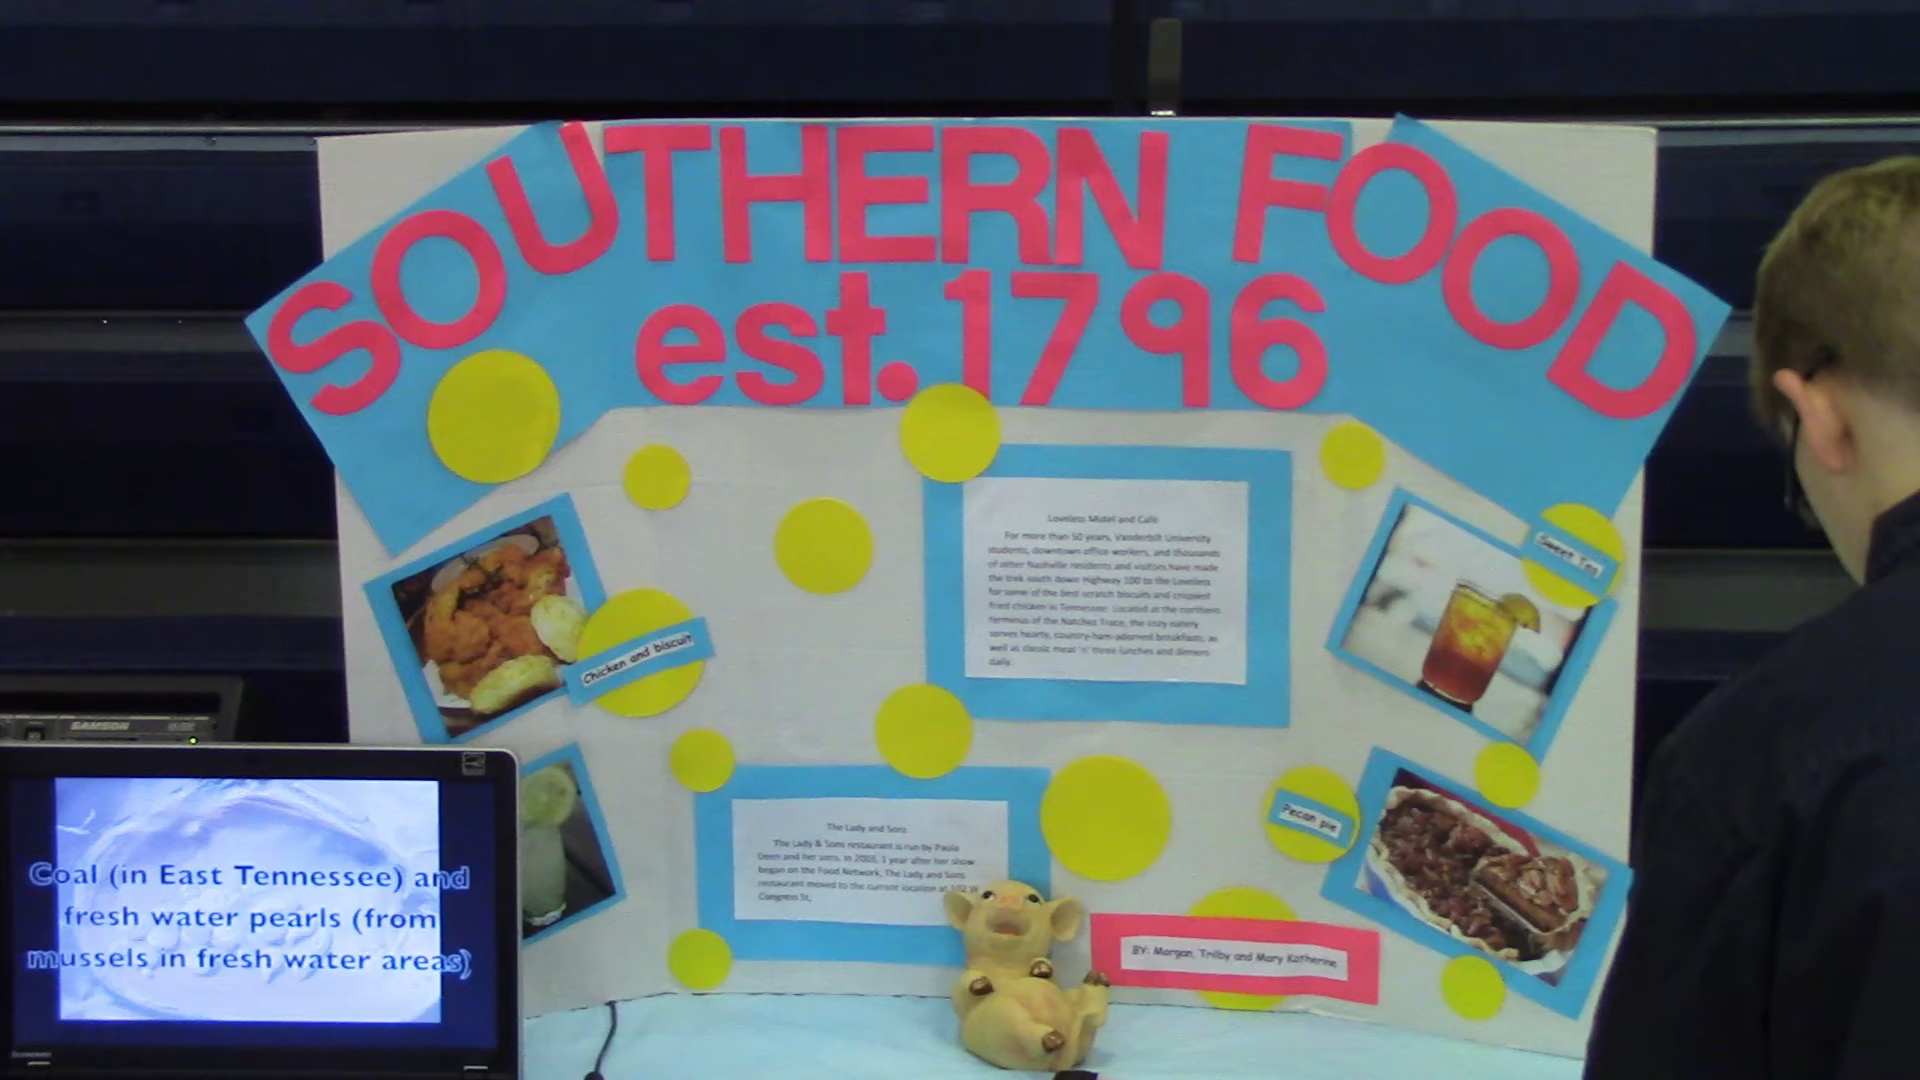 SOUTHERN FOOD
est. 1796
Loveless Motel and Café
For more than 50 years, Vanderbilt University
students, downtown office workers, and thousands
of other Nashville residents and visitors have made
the trek south down Highway 100 to the Loveless
for some of the best scratch biscuits and crispiest
fried chicken in Tennessee. Located at the northern
terminus of the Natchez Trace, the cozy eatery
serves hearty, country-ham-adorned breakfasts, as
well as classic meat 'n' three lunches and dinners
daily.
Sweet Tea
Chicken and biscuit
SAMSON
Pecan pie
The Lady and Sons
The Lady & Sons restaurant is run by Paula
Deen and her sons. In 2003, 1 year after her show
began on the Food Network, The Lady and Sons
restaurant moved to the current location at 102 W
Congress St.
BY: Morgan, Trilby and Mary Katherine
Coal (in East Tennessee) and
fresh water pearls (from
mussels in fresh water areas)
lenovo